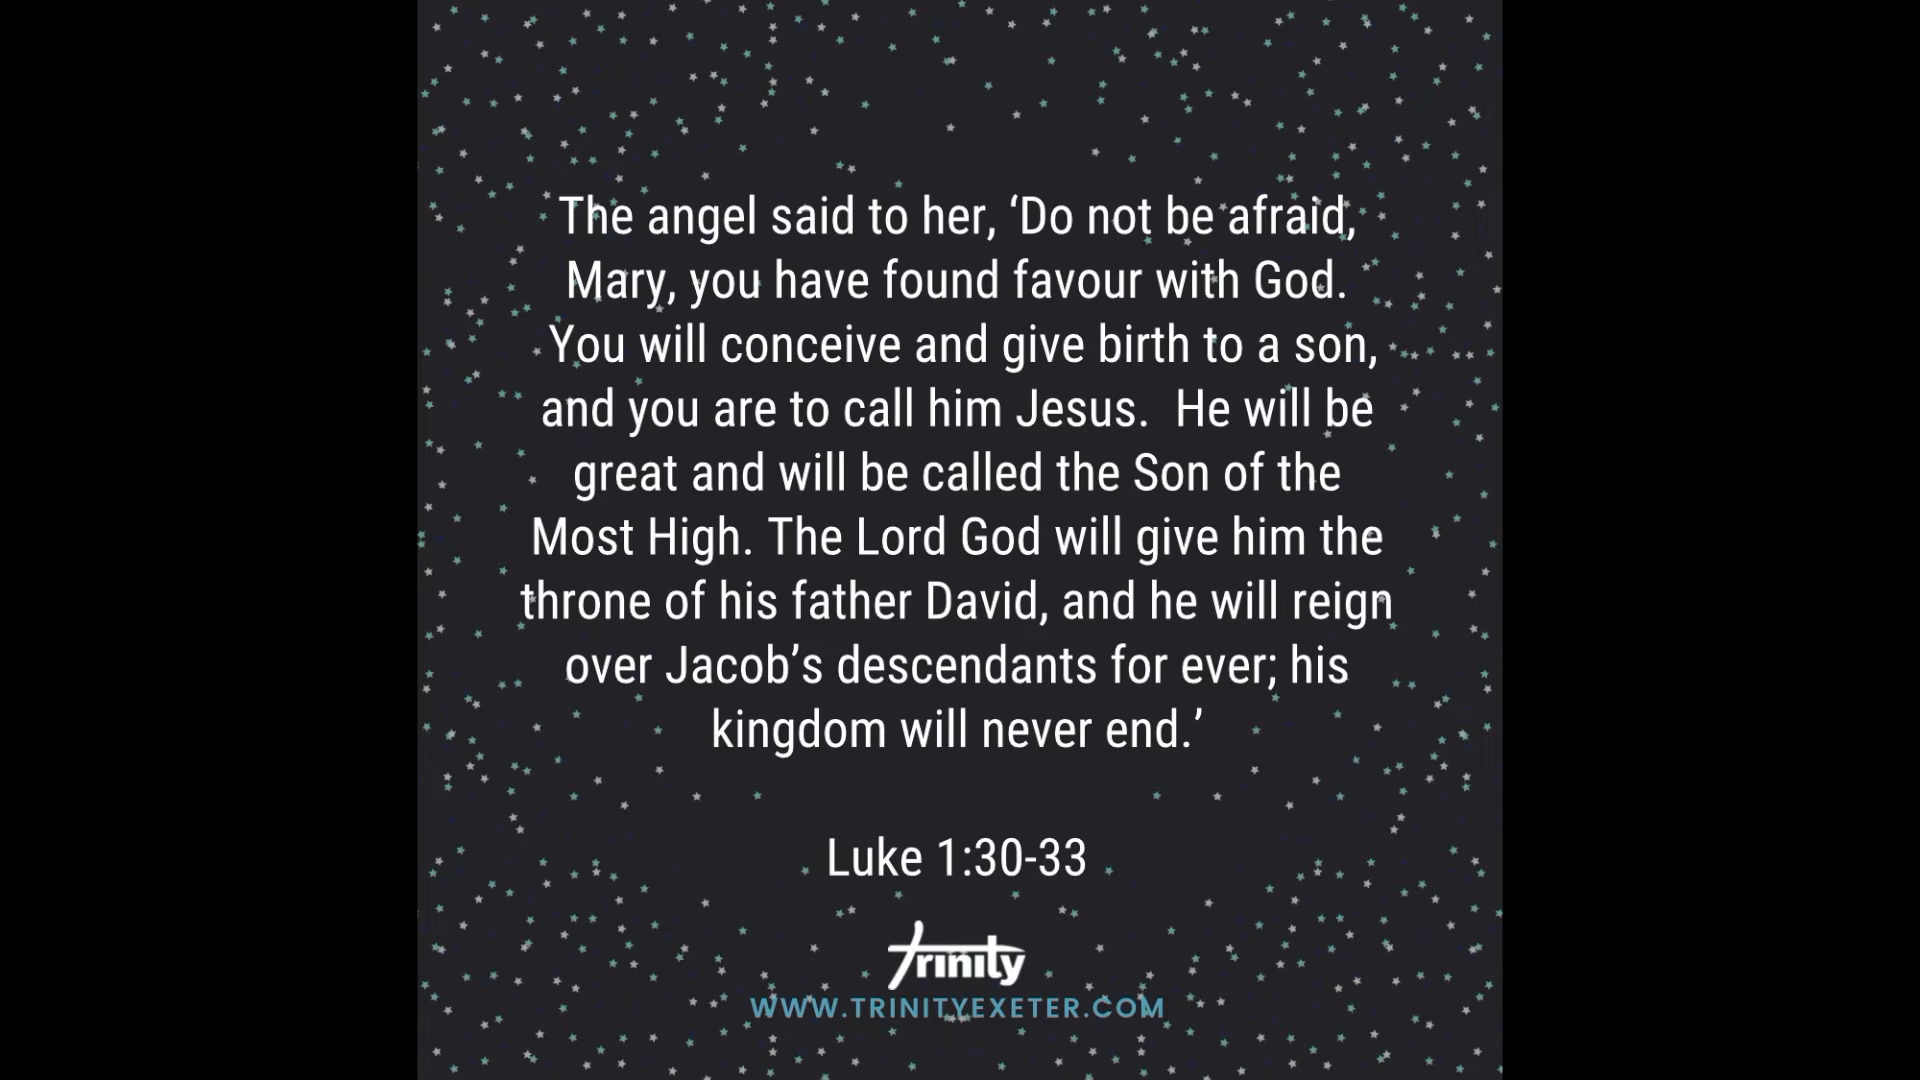 The angel said to her, ‘Do not be afraid,
Mary, you have found favour with God.
You will conceive and give birth to a son,
and you are to call him Jesus.  He will be
great and will be called the Son of the
Most High. The Lord God will give him the
throne of his father David, and he will reign
over Jacob’s descendants for ever; his
kingdom will never end.’
Luke 1:30-33
Trinity
WWW.TRINITYEXETER.COM